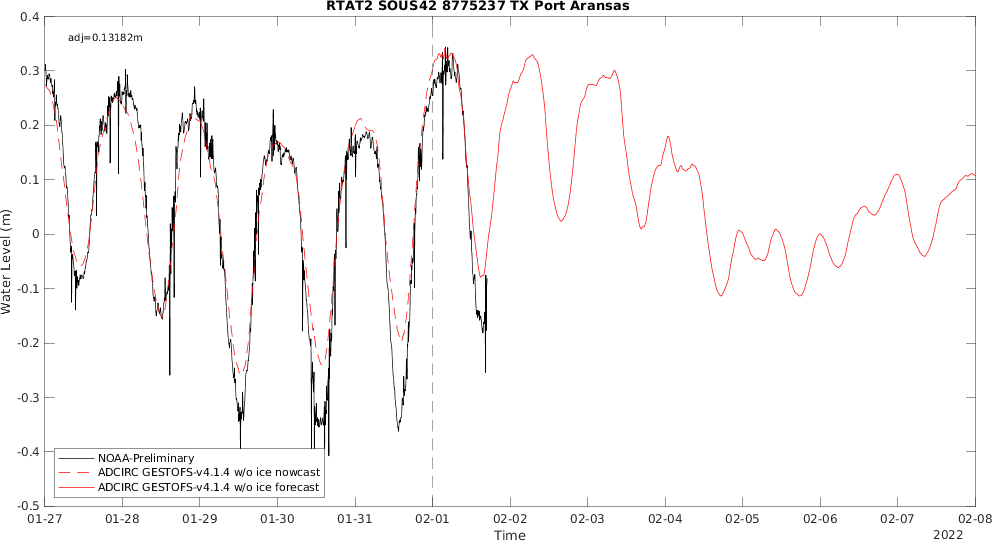 RTAT2 SOUS42 8775237 TX Port Aransas
adj=0.13182m
Water Level (m)
0.4
0.3
0.2
0.1
0
-0.1
-0.2
-0.3
-0.4
-0.5
NOAA-Preliminary
ADCIRC GESTOFS-v4.1.4 w/o ice nowcast
ADCIRC GESTOFS-v4.1.4 w/o ice forecast
01-27 01-28 01-29 01-30 01-31 02-01 02-02 02-03 02-04 02-05 02-06 02-07 02-08
Time
2022